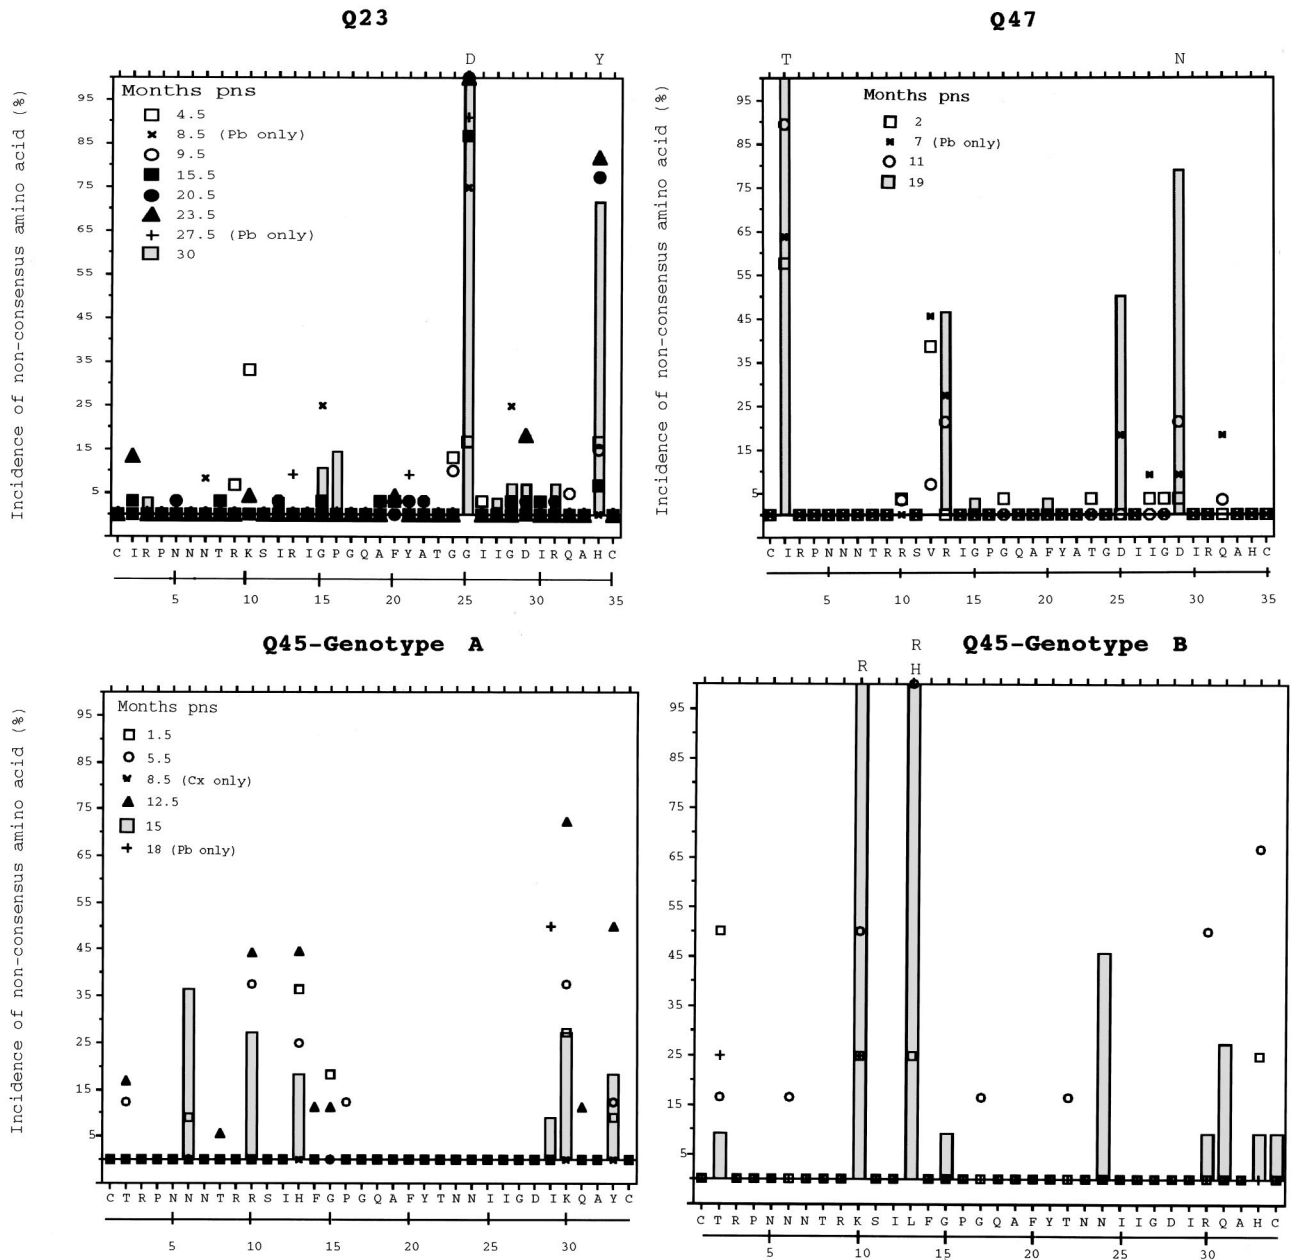 Q23
D Y
Incidence of non-consensus amino acid (%)
95
85
75
65
55
45
35
25
15
5
Months pns
4.5
8.5 (Pb only)
9.5
15.5
20.5
23.5
27.5 (Pb only)
30
C I R P N N N T R K S I R I G P G Q A F Y A T G G I I G D I R Q A H C
5 10 15 20 25 30 35
Q47
T N
Incidence of non-consensus amino acid (%)
95
85
75
65
55
45
35
25
15
5
Months pns
2
7 (Pb only)
11
19
C I R P N N N T R R S V R I G P G Q A F Y A T G D I I G D I R Q A H C
5 10 15 20 25 30 35
Q45-Genotype A
Incidence of non-consensus amino acid (%)
95
85
75
65
55
45
35
25
15
5
Months pns
1.5
5.5
8.5 (Cx only)
12.5
15
18 (Pb only)
C T R P N N N T R R S I H F G P G Q A F Y T N N I I G D I K Q A Y C
5 10 15 20 25 30
Q45-Genotype B
R
R H
95
85
75
65
55
45
35
25
15
5
C T R P N N N T R K S I L F G P G Q A F Y T N N I I G D I R Q A H C
5 10 15 20 25 30